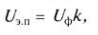 Uэ.п = Uфk,